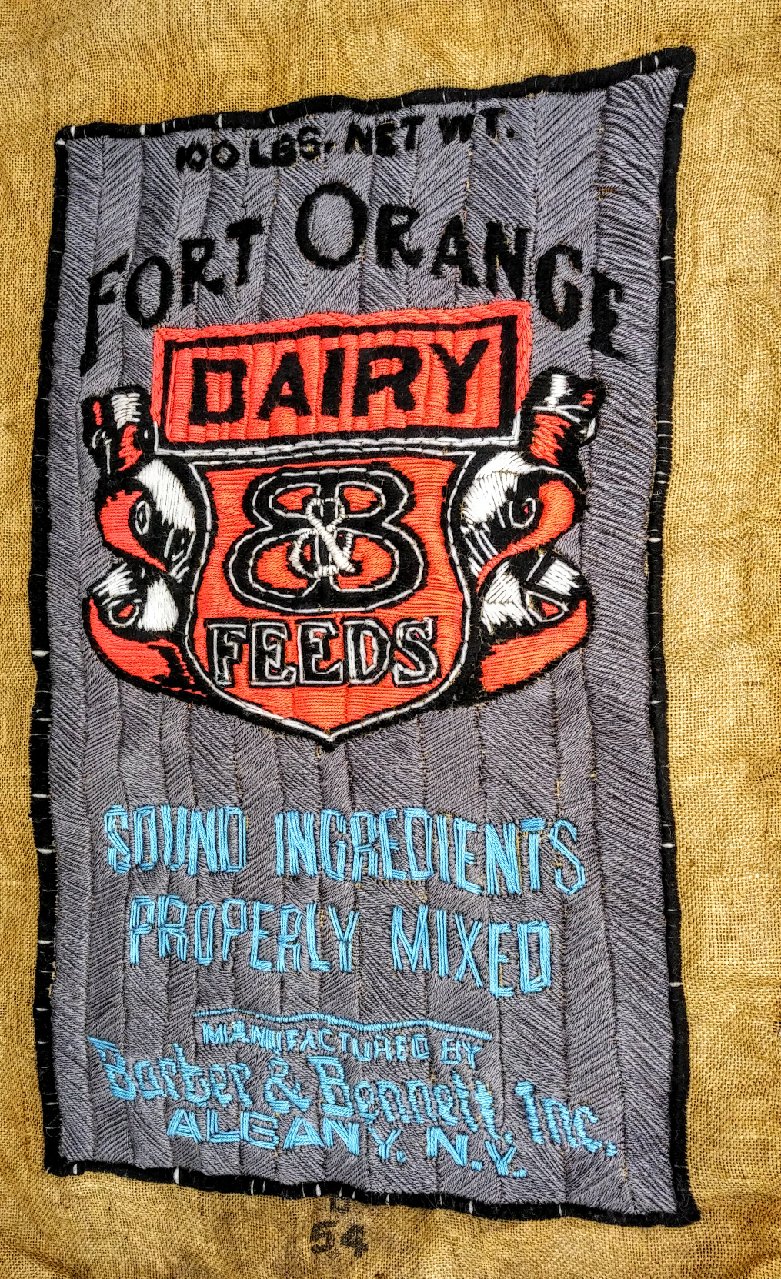 100 LBS. NET WT.
FORT ORANGE
DAIRY
B&B
FEEDS
SOUND INGREDIENTS
PROPERLY MIXED
MANUFACTURED BY
Barber & Bennett, Inc.
ALBANY, N.Y.
54